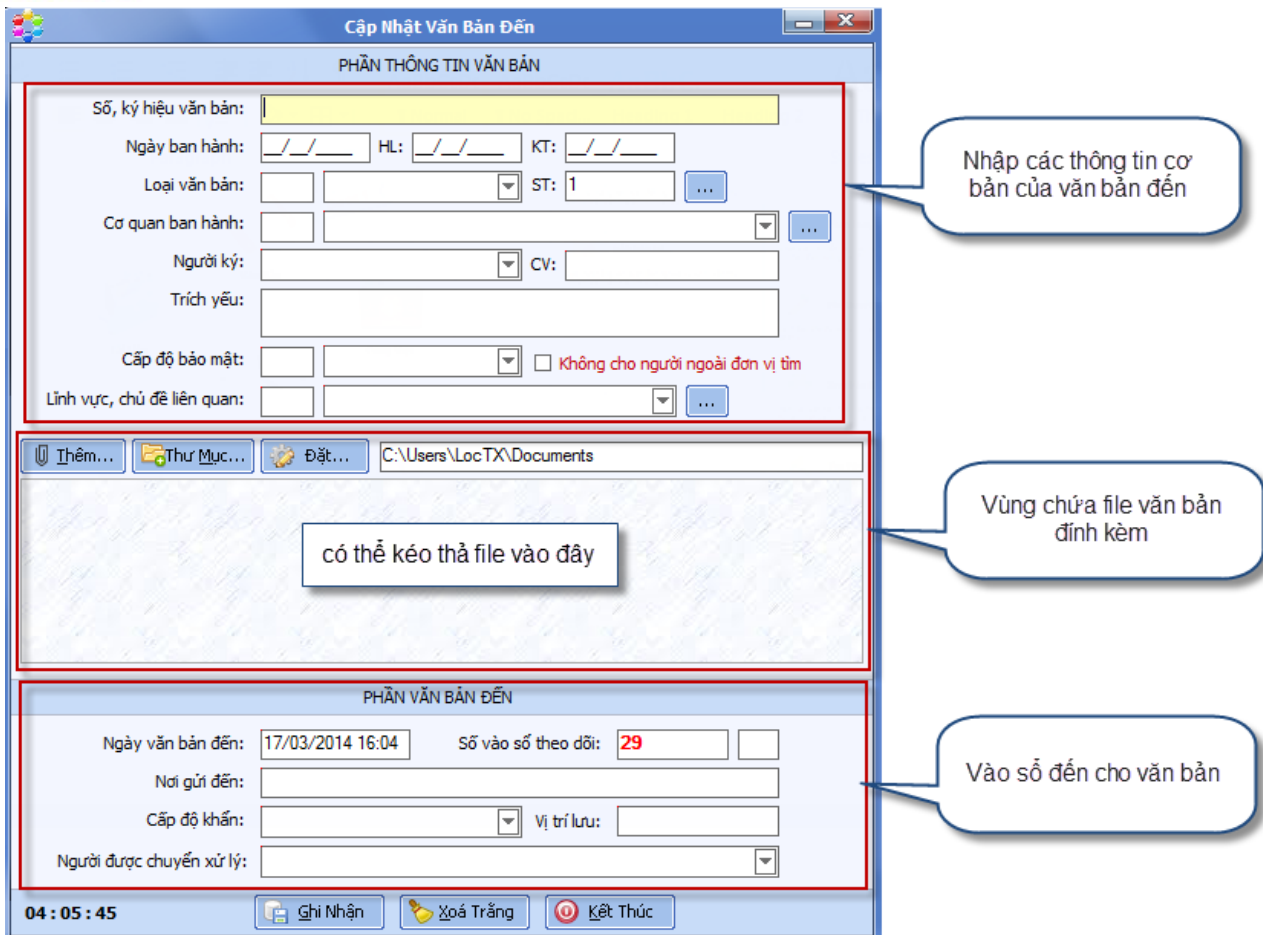 Cập Nhật Văn Bản Đến
PHẦN THÔNG TIN VĂN BẢN
Số, ký hiệu văn bản:
Ngày ban hành: __/__/____ HL: __/__/____ KT: __/__/____
Loại văn bản: ST: 1 ...
Cơ quan ban hành: ...
Người ký: CV:
Trích yếu:
Cấp độ bảo mật: Không cho người ngoài đơn vị tìm
Lĩnh vực, chủ đề liên quan: ...
Nhập các thông tin cơ
bản của văn bản đến
Thêm... Thư Mục... Đặt... C:\Users\LocTX\Documents
có thể kéo thả file vào đây
Vùng chứa file văn bản
đính kèm
PHẦN VĂN BẢN ĐẾN
Ngày văn bản đến: 17/03/2014 16:04 Số vào sổ theo dõi: 29
Nơi gửi đến:
Cấp độ khẩn: Vị trí lưu:
Người được chuyển xử lý:
Vào sổ đến cho văn bản
04:05:45 Ghi Nhận Xoá Trắng Kết Thúc